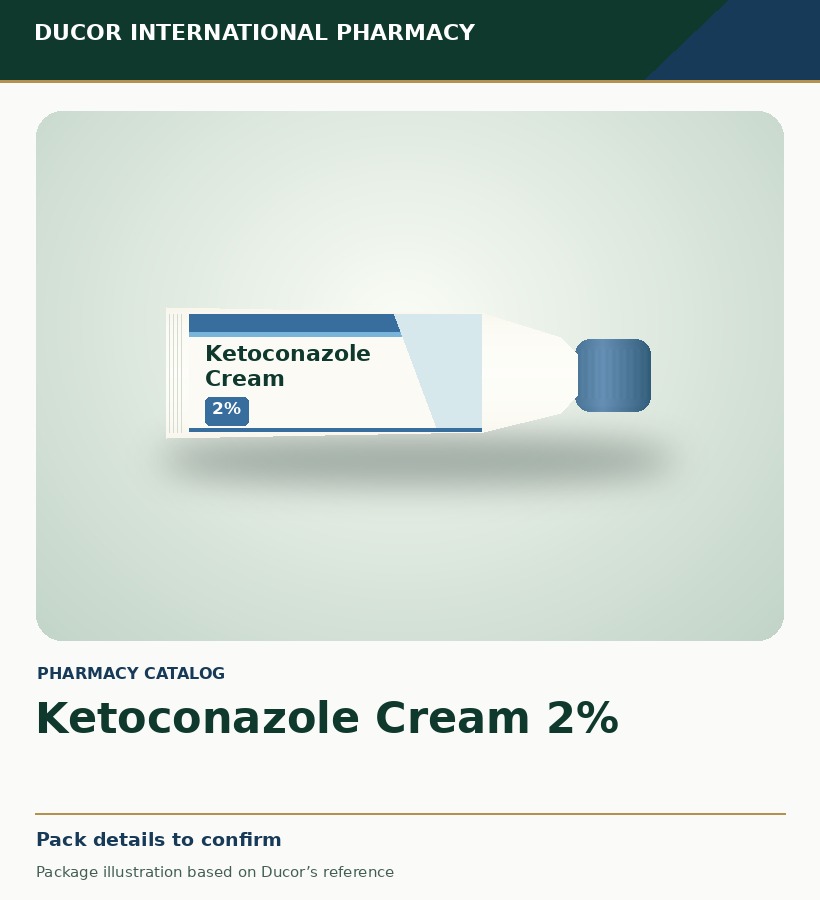 DUCOR INTERNATIONAL PHARMACY
Ketoconazole
Cream
2%
PHARMACY CATALOG
Ketoconazole Cream 2%
Pack details to confirm
Package illustration based on Ducor’s reference